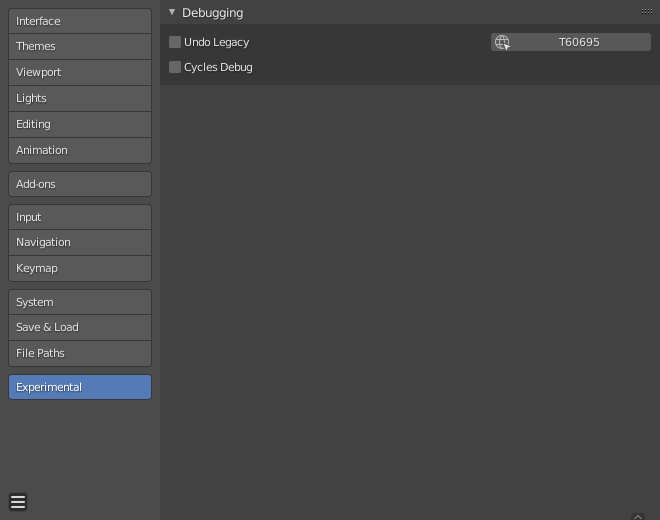 Interface
Themes
Viewport
Lights
Editing
Animation
Add-ons
Input
Navigation
Keymap
System
Save & Load
File Paths
Experimental
Debugging
Undo Legacy
T60695
Cycles Debug